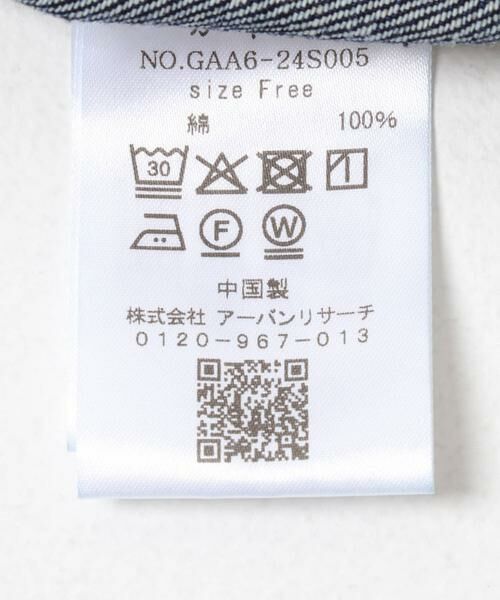 NO.GAA6-24S005
size Free
綿 100%
30
F W
中国製
株式会社 アーバンリサーチ
0120-967-013